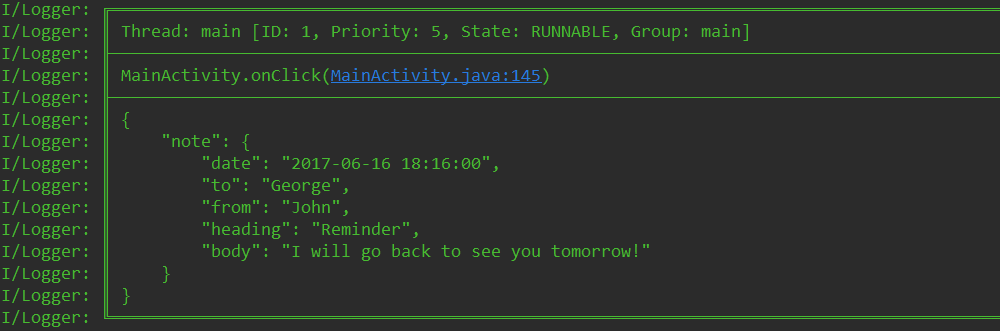 I/Logger:
I/Logger: Thread: main [ID: 1, Priority: 5, State: RUNNABLE, Group: main]
I/Logger:
I/Logger: MainActivity.onClick(MainActivity.java:145)
I/Logger:
I/Logger: {
I/Logger:     "note": {
I/Logger:         "date": "2017-06-16 18:16:00",
I/Logger:         "to": "George",
I/Logger:         "from": "John",
I/Logger:         "heading": "Reminder",
I/Logger:         "body": "I will go back to see you tomorrow!"
I/Logger:     }
I/Logger: }
I/Logger: